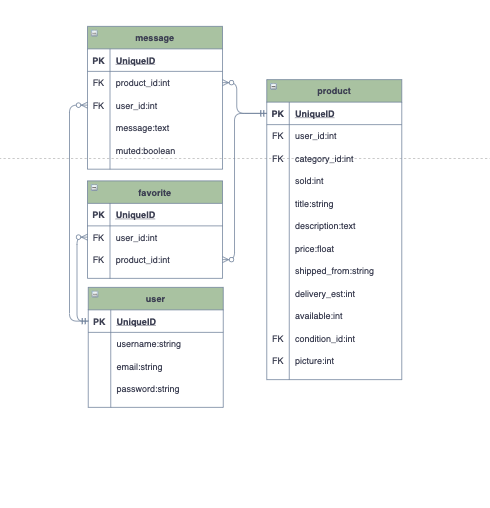 message
PK UniqueID
FK product_id:int
FK user_id:int
message:text
muted:boolean
favorite
PK UniqueID
FK user_id:int
FK product_id:int
user
PK UniqueID
username:string
email:string
password:string
product
PK UniqueID
FK user_id:int
FK category_id:int
sold:int
title:string
description:text
price:float
shipped_from:string
delivery_est:int
available:int
FK condition_id:int
FK picture:int